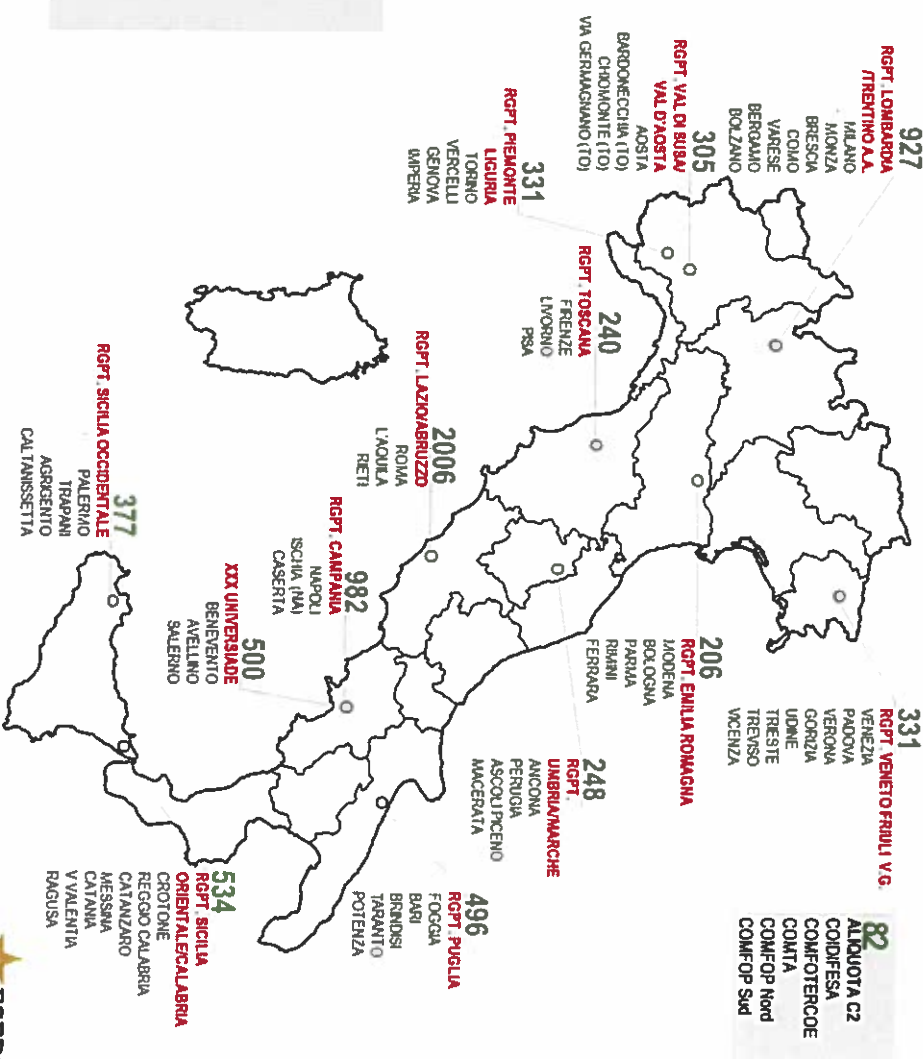 927
RGPT. LOMBARDIA
/TRENTINO A.A.
MILANO
MONZA
BRESCIA
COMO
VARESE
BERGAMO
BOLZANO
305
RGPT. VAL DI SUSA/
VAL D'AOSTA
AOSTA
BARDONECCHIA (TO)
CHIOMONTE (TO)
VIA GERMAGNANO (TO)
331
RGPT. PIEMONTE
LIGURIA
TORINO
VERCELLI
GENOVA
IMPERIA
240
RGPT. TOSCANA
FIRENZE
LIVORNO
PISA
2006
RGPT. LAZIO/ABRUZZO
ROMA
L'AQUILA
RIETI
982
RGPT. CAMPANIA
NAPOLI
ISCHIA (NA)
CASERTA
500
XXX UNIVERSIADE
BENEVENTO
AVELLINO
SALERNO
377
RGPT. SICILIA OCCIDENTALE
PALERMO
TRAPANI
AGRIGENTO
CALTANISSETTA
331
RGPT. VENETO FRIULI V.G.
VENEZIA
PADOVA
VERONA
GORIZIA
UDINE
TRIESTE
TREVISO
VICENZA
206
RGPT. EMILIA ROMAGNA
MODENA
BOLOGNA
PARMA
RIMINI
FERRARA
248
RGPT.
UMBRIA/MARCHE
ANCONA
PERUGIA
ASCOLI PICENO
MACERATA
496
RGPT. PUGLIA
FOGGIA
BARI
BRINDISI
TARANTO
POTENZA
534
RGPT. SICILIA
ORIENTALE/CALABRIA
CROTONE
REGGIO CALABRIA
CATANZARO
MESSINA
CATANIA
V VALENTIA
RAGUSA
82
ALIQUOTA C2
COIDIFESA
COMFOTERCOE
COMTA
COMFOP Nord
COMFOP Sud